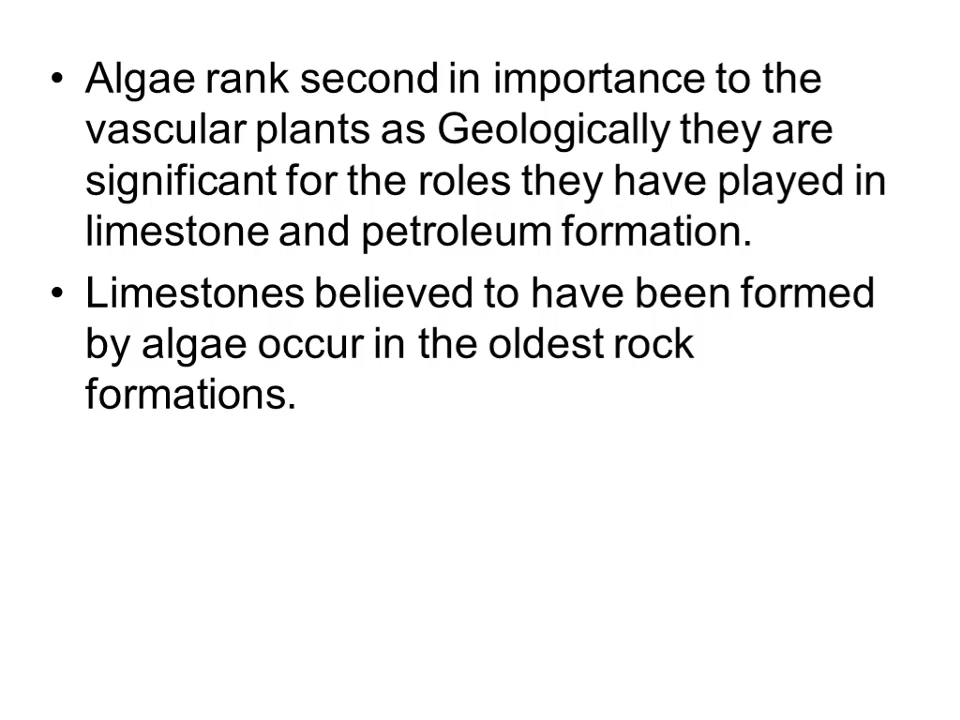 • Algae rank second in importance to the
vascular plants as Geologically they are
significant for the roles they have played in
limestone and petroleum formation.
• Limestones believed to have been formed
by algae occur in the oldest rock
formations.